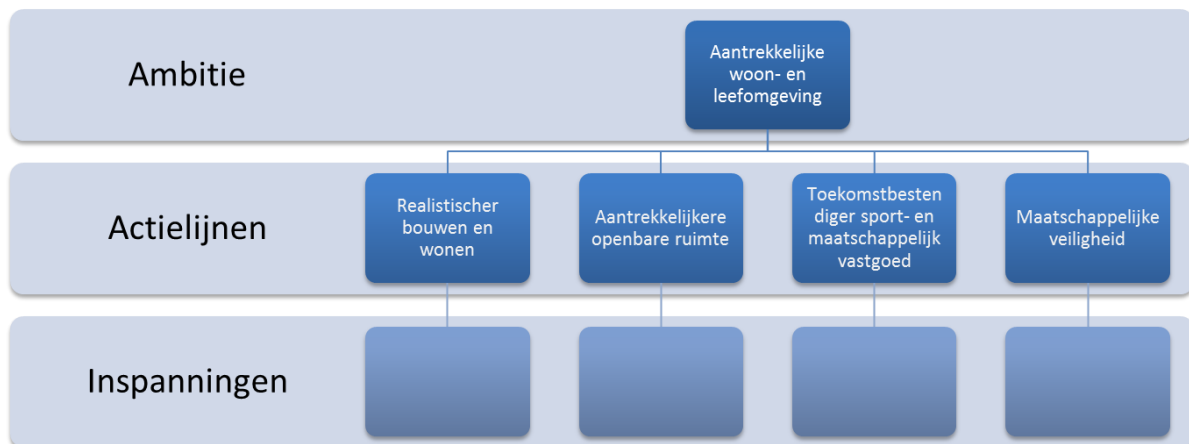 Ambitie
Aantrekkelijke
woon- en
leefomgeving
Actielijnen
Realistischer
bouwen en
wonen
Aantrekkelijkere
openbare ruimte
Toekomstbesten
diger sport- en
maatschappelijk
vastgoed
Maatschappelijke
veiligheid
Inspanningen